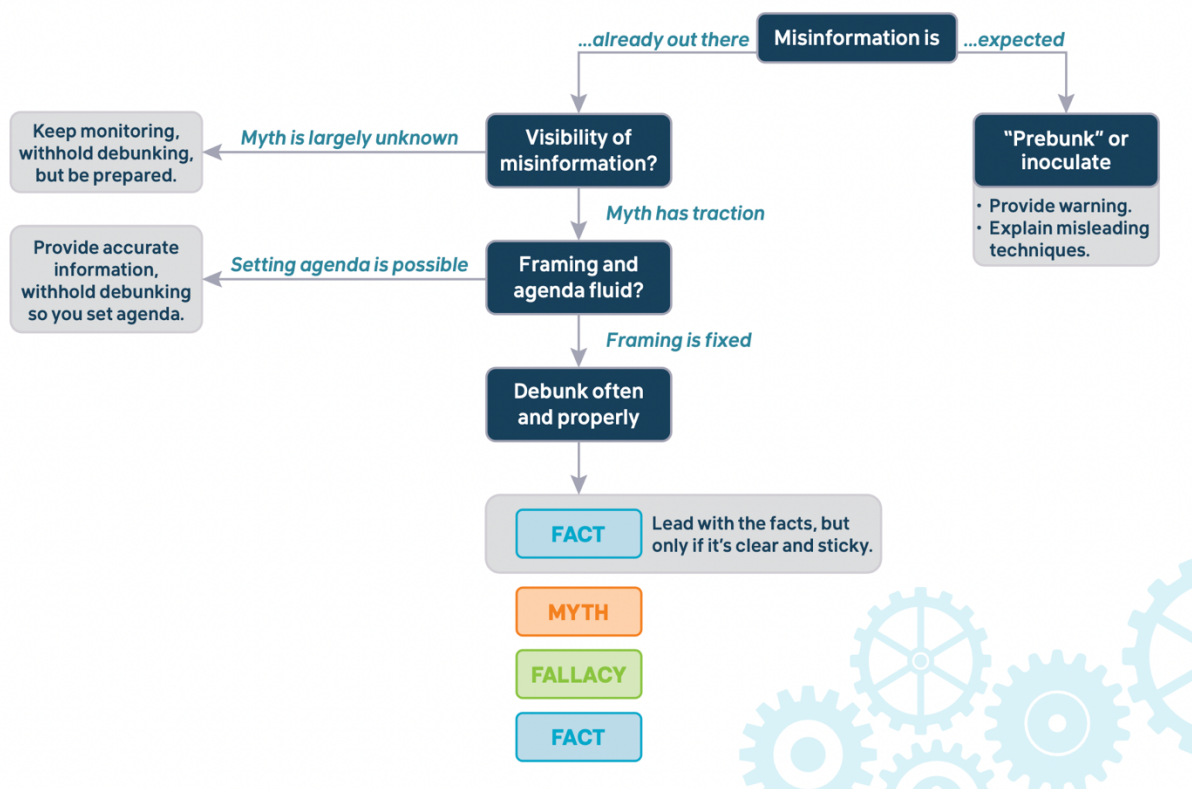 Misinformation is
...already out there
...expected
Visibility of
misinformation?
Myth is largely unknown
Keep monitoring,
withhold debunking,
but be prepared.
“Prebunk” or
inoculate
• Provide warning.
• Explain misleading
techniques.
Myth has traction
Framing and
agenda fluid?
Setting agenda is possible
Provide accurate
information,
withhold debunking
so you set agenda.
Framing is fixed
Debunk often
and properly
FACT
Lead with the facts, but
only if it’s clear and sticky.
MYTH
FALLACY
FACT